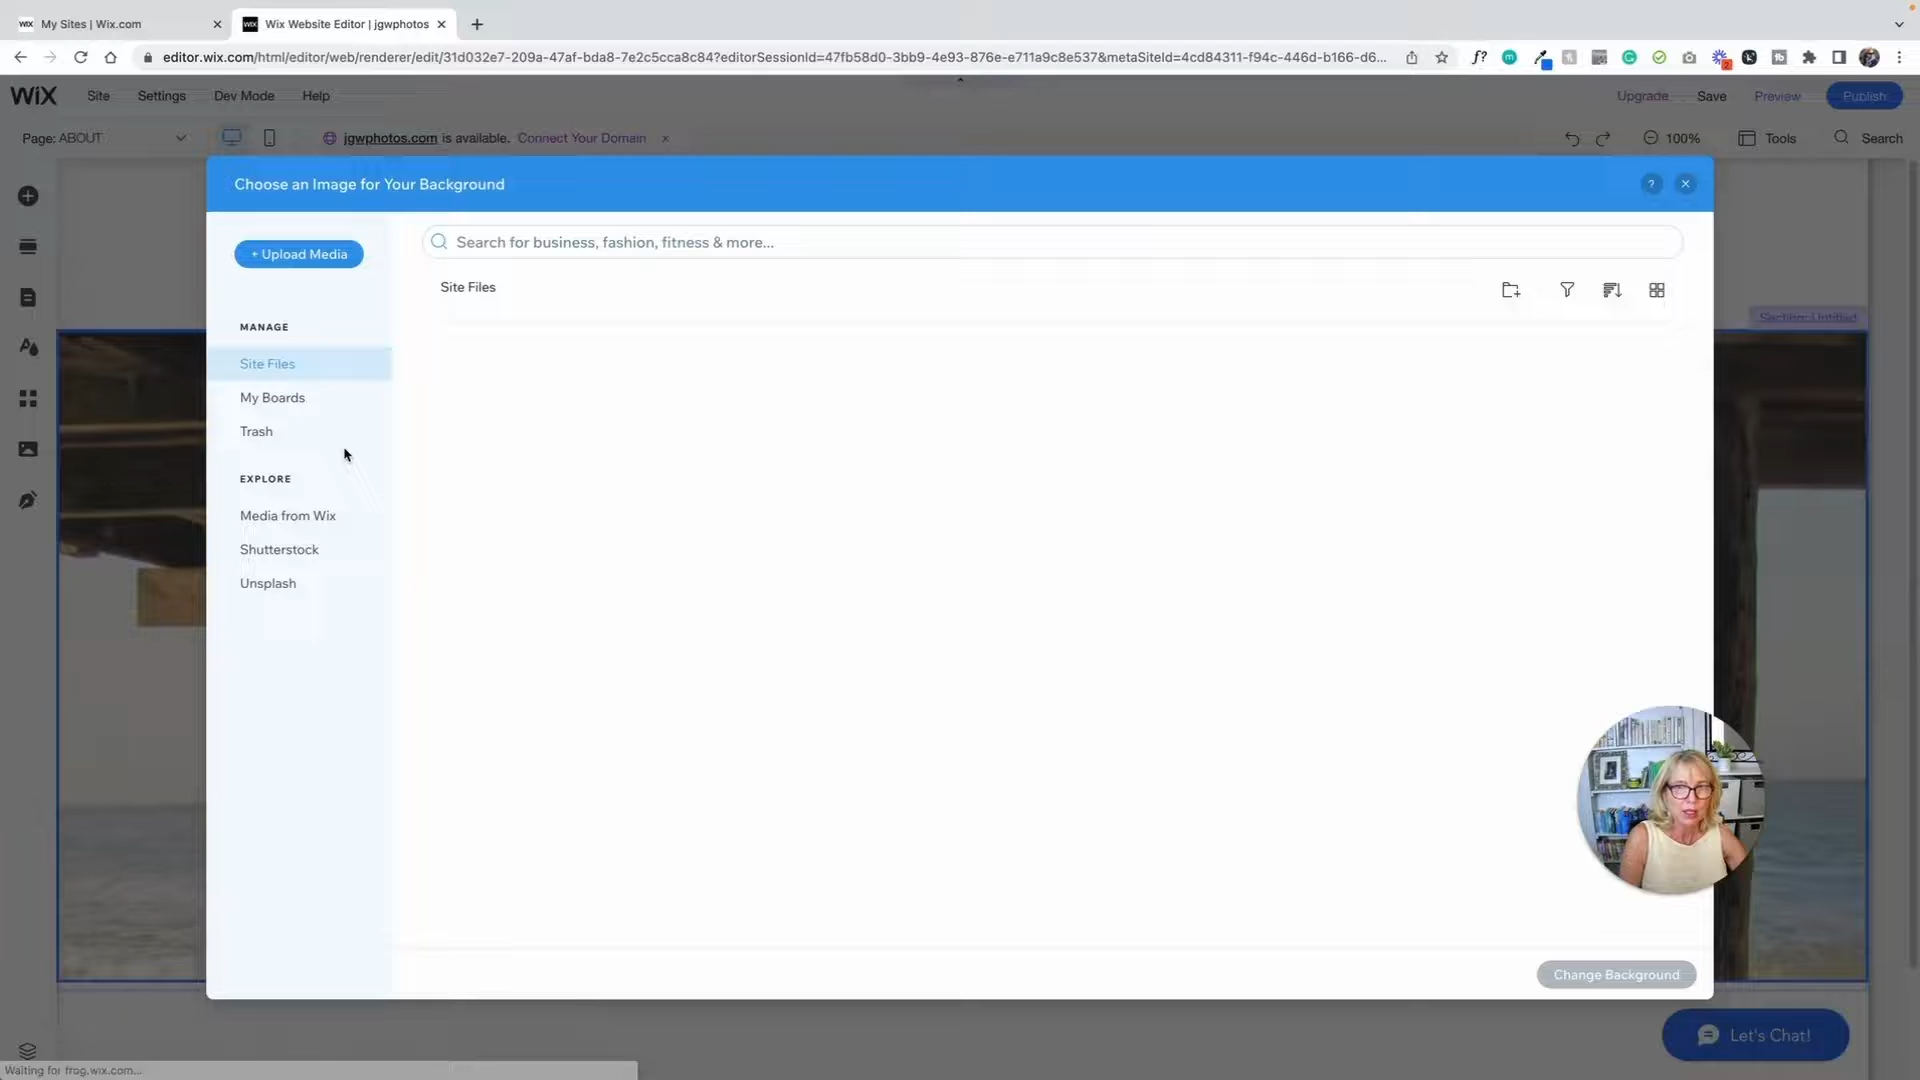 WIX My Sites | Wix.com
WIX Wix Website Editor | jgwphotos
editor.wix.com/html/editor/web/renderer/edit/31d032e7-209a-47af-bda8-7e2c5cca8c84?editorSessionId=47fb58d0-3bb9-4e93-876e-e711a9c8e537&metaSiteId=4cd84311-f94c-446d-b166-d6...
WIX Site Settings Dev Mode Help Upgrade Save Preview Publish
Page: ABOUT jgwphotos.com is available. Connect Your Domain 100% Tools Search
Choose an Image for Your Background ?
+ Upload Media
Search for business, fashion, fitness & more...
Site Files
Section: Untitled
MANAGE
Site Files
My Boards
Trash
EXPLORE
Media from Wix
Shutterstock
Unsplash
Change Background
Let's Chat!
Waiting for frog.wix.com...